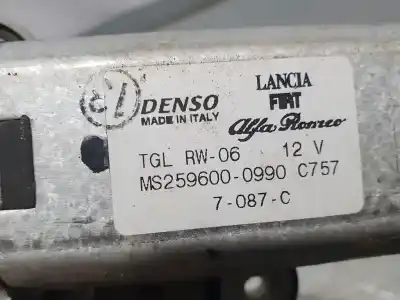 DENSO
MADE IN ITALY
LANCIA
FIAT
Alfa Romeo
TGL RW-06 12 V
MS259600-0990 C757
7-087-C